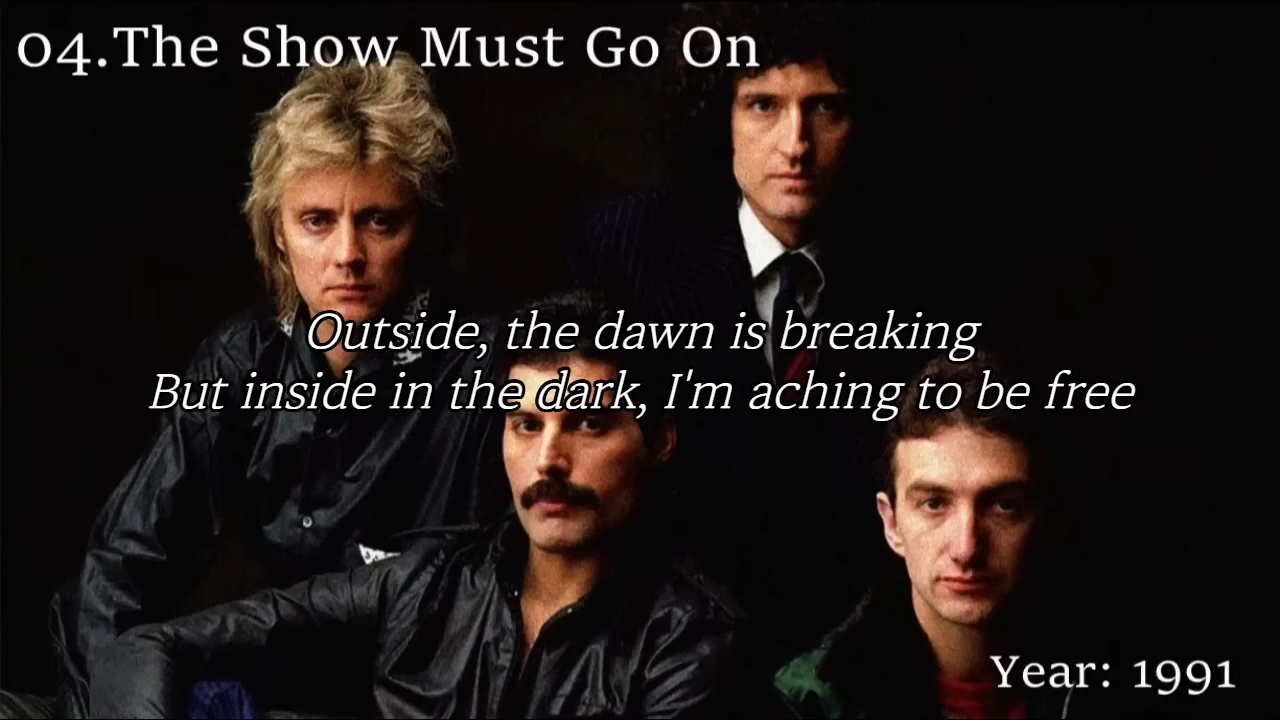 04.The Show Must Go On
Outside, the dawn is breaking
But inside in the dark, I'm aching to be free
Year: 1991